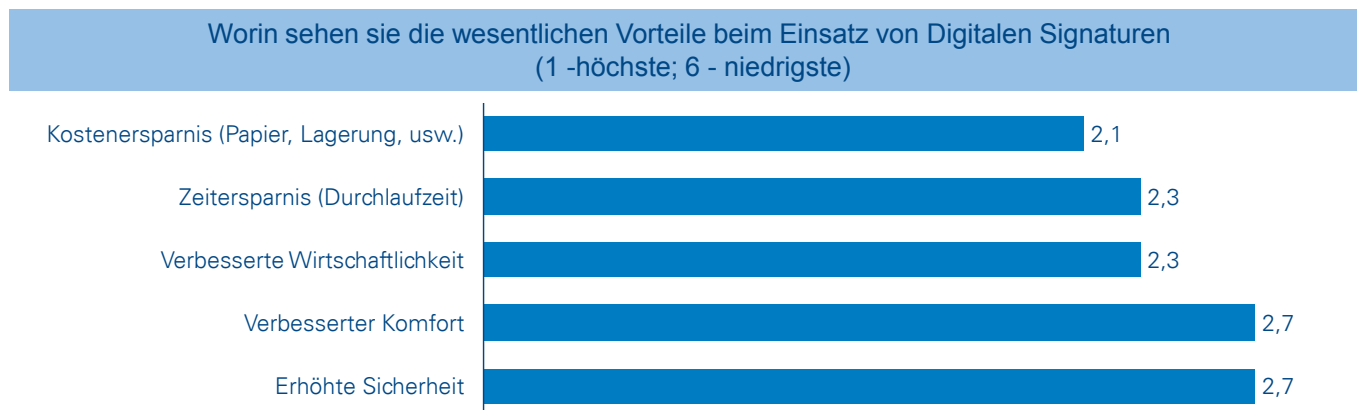 Worin sehen sie die wesentlichen Vorteile beim Einsatz von Digitalen Signaturen
(1 -höchste; 6 - niedrigste)
Kostenersparnis (Papier, Lagerung, usw.) 2,1
Zeitersparnis (Durchlaufzeit) 2,3
Verbesserte Wirtschaftlichkeit 2,3
Verbesserter Komfort 2,7
Erhöhte Sicherheit 2,7